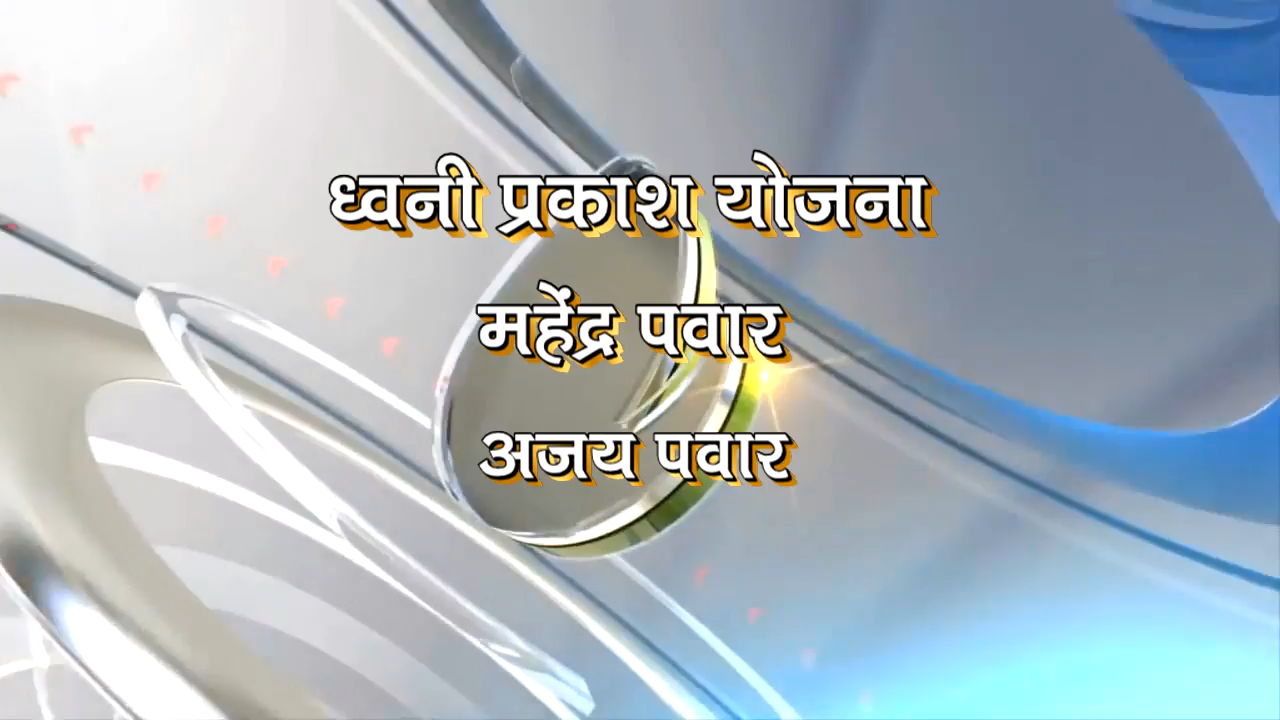 ध्वनी प्रकाश योजना
महेंद्र पवार
अजय पवार